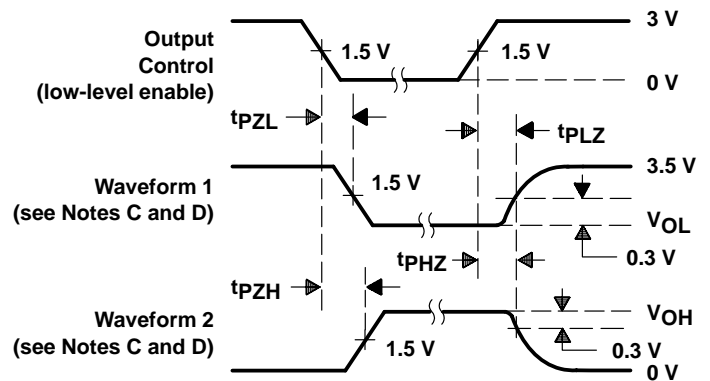 3 V
Output
Control
(low-level enable)
1.5 V
1.5 V
0 V
tPZL
tPLZ
3.5 V
Waveform 1
(see Notes C and D)
1.5 V
VOL
0.3 V
tPHZ
tPZH
VOH
Waveform 2
(see Notes C and D)
1.5 V
0.3 V
0 V